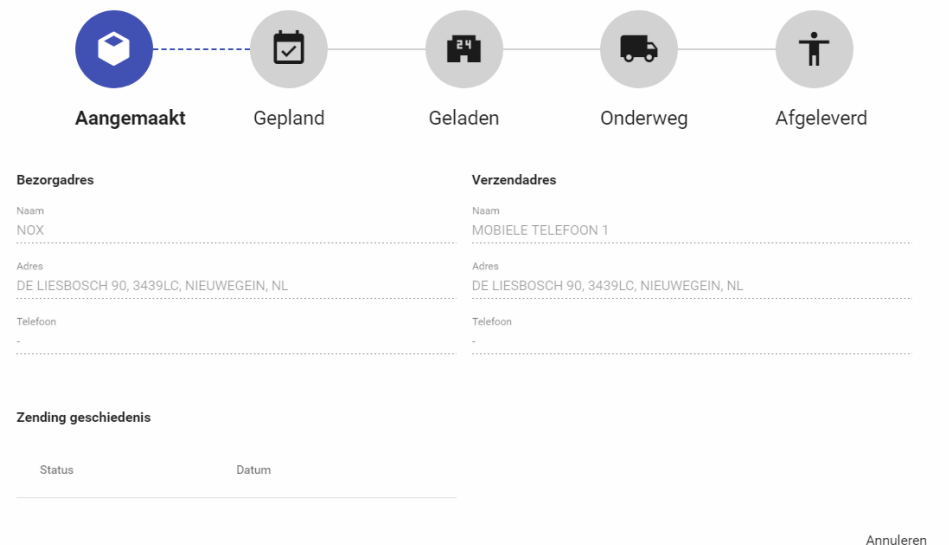 24
Aangemaakt
Gepland
Geladen
Onderweg
Afgeleverd
Bezorgadres
Naam
NOX
Adres
DE LIESBOSCH 90, 3439LC, NIEUWEGEIN, NL
Telefoon
-
Verzendadres
Naam
MOBIELE TELEFOON 1
Adres
DE LIESBOSCH 90, 3439LC, NIEUWEGEIN, NL
Telefoon
-
Zending geschiedenis
Status
Datum
Annuleren